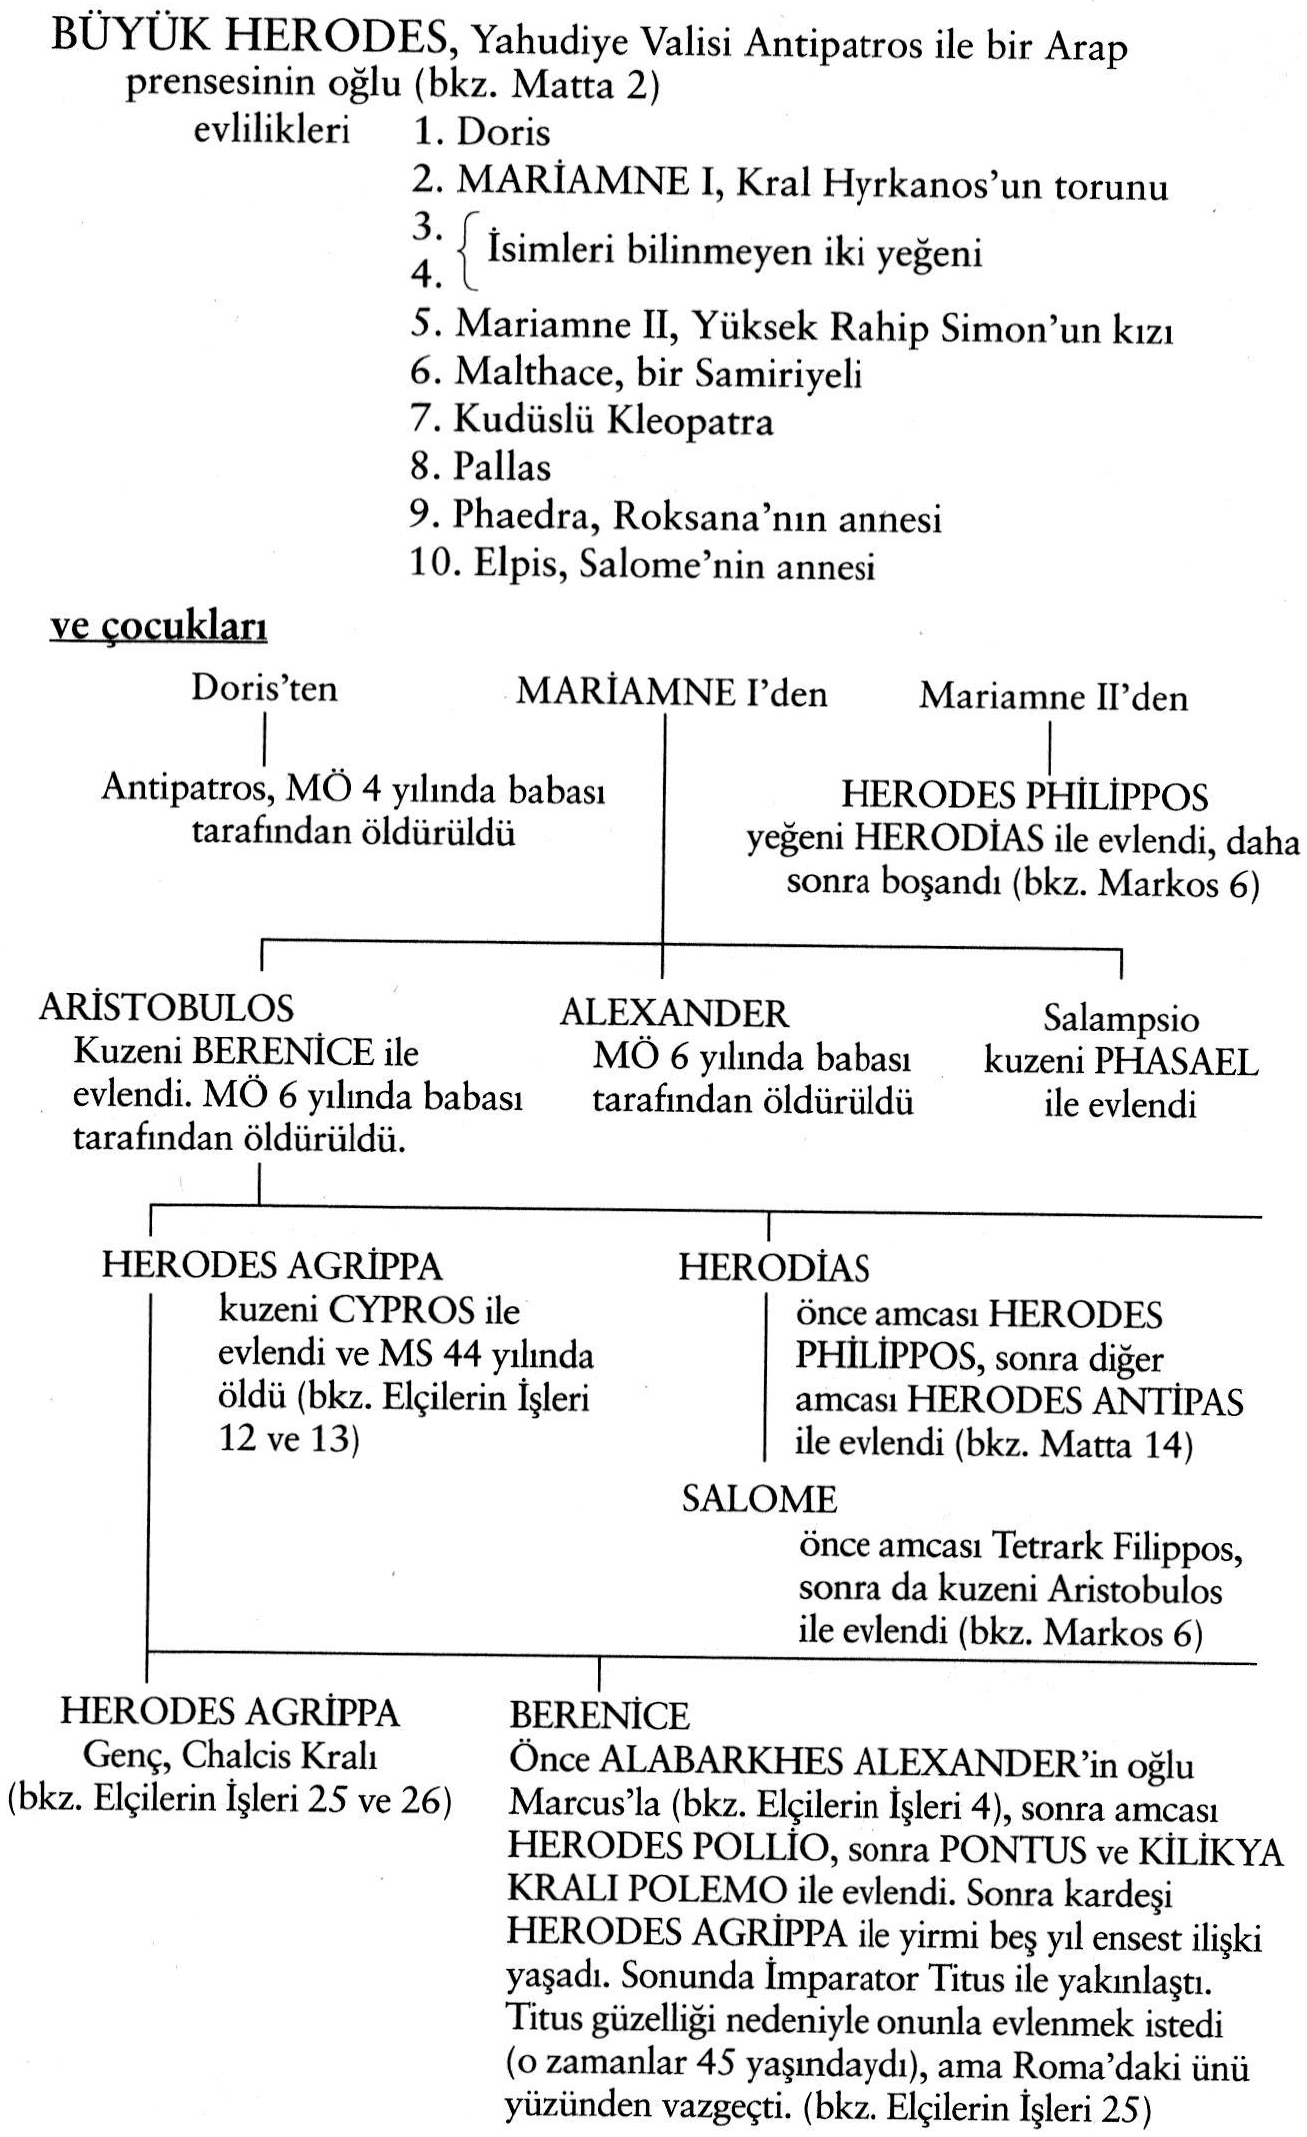 BÜYÜK HERODES, Yahudiye Valisi Antipatros ile bir Arap
prensesinin oğlu (bkz. Matta 2)
evlilikleri 1. Doris
2. MARİAMNE I, Kral Hyrkanos'un torunu
3.
4. { İsimleri bilinmeyen iki yeğeni
5. Mariamne II, Yüksek Rahip Simon'un kızı
6. Malthace, bir Samiriyeli
7. Kudüslü Kleopatra
8. Pallas
9. Phaedra, Roksana'nın annesi
10. Elpis, Salome'nin annesi
ve çocukları
Doris'ten
Antipatros, MÖ 4 yılında babası
tarafından öldürüldü
MARİAMNE I'den
Mariamne II'den
HERODES PHİLİPPOS
yeğeni HERODİAS ile evlendi, daha
sonra boşandı (bkz. Markos 6)
ARİSTOBULOS
Kuzeni BERENİCE ile
evlendi. MÖ 6 yılında babası
tarafından öldürüldü.
ALEXANDER
MÖ 6 yılında babası
tarafından öldürüldü
Salampsio
kuzeni PHASAEL
ile evlendi
HERODES AGRİPPA
kuzeni CYPROS ile
evlendi ve MS 44 yılında
öldü (bkz. Elçilerin İşleri
12 ve 13)
HERODİAS
önce amcası HERODES
PHİLİPPOS, sonra diğer
amcası HERODES ANTİPAS
ile evlendi (bkz. Matta 14)
SALOME
önce amcası Tetrark Filippos,
sonra da kuzeni Aristobulos
ile evlendi (bkz. Markos 6)
HERODES AGRİPPA
Genç, Chalcis Kralı
(bkz. Elçilerin İşleri 25 ve 26)
BERENİCE
Önce ALABARKHES ALEXANDER'in oğlu
Marcus'la (bkz. Elçilerin İşleri 4), sonra amcası
HERODES POLLİO, sonra PONTUS ve KİLİKYA
KRALI POLEMO ile evlendi. Sonra kardeşi
HERODES AGRİPPA ile yirmi beş yıl ensest ilişki
yaşadı. Sonunda İmparator Titus ile yakınlaştı.
Titus güzelliği nedeniyle onunla evlenmek istedi
(o zamanlar 45 yaşındaydı), ama Roma'daki ünü
yüzünden vazgeçti. (bkz. Elçilerin İşleri 25)